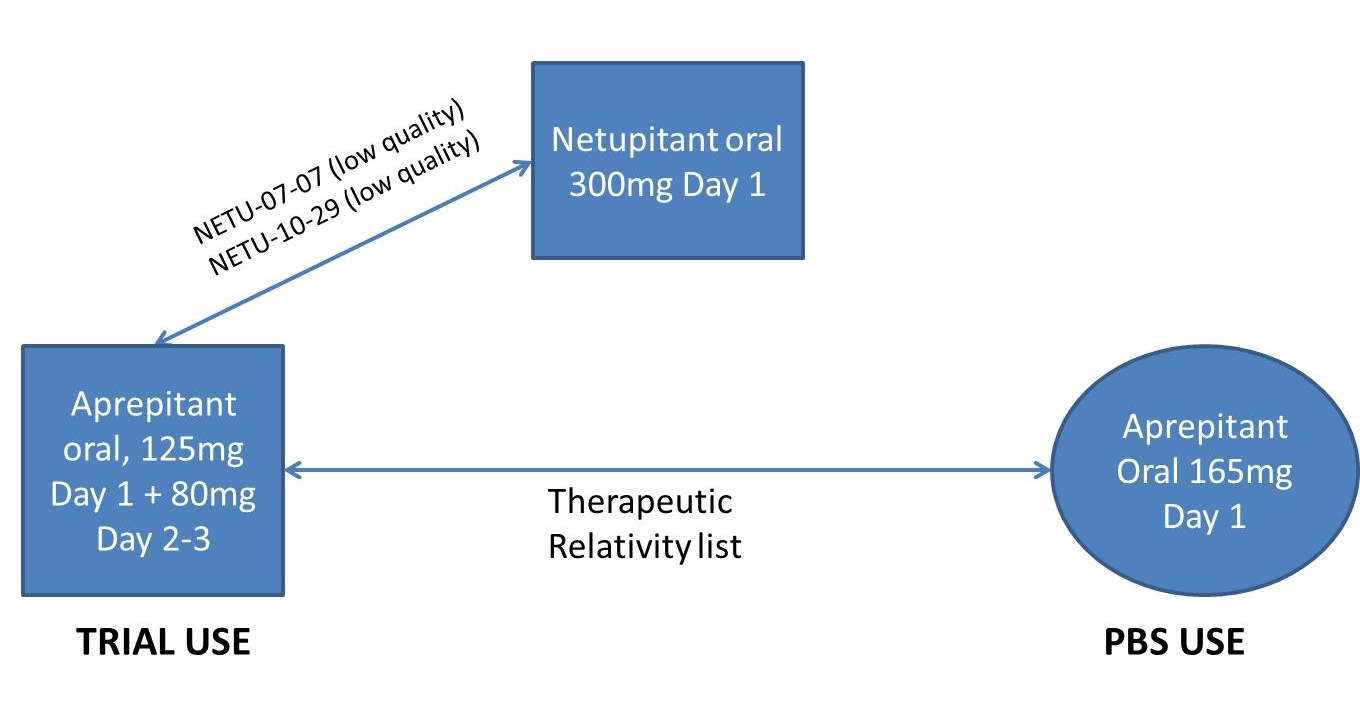 NETU-07-07 (low quality)
NETU-10-29 (low quality)
Netupitant oral
300mg Day 1
Aprepitant
oral, 125mg
Day 1 + 80mg
Day 2-3
Therapeutic
Relativity list
Aprepitant
Oral 165mg
Day 1
TRIAL USE
PBS USE